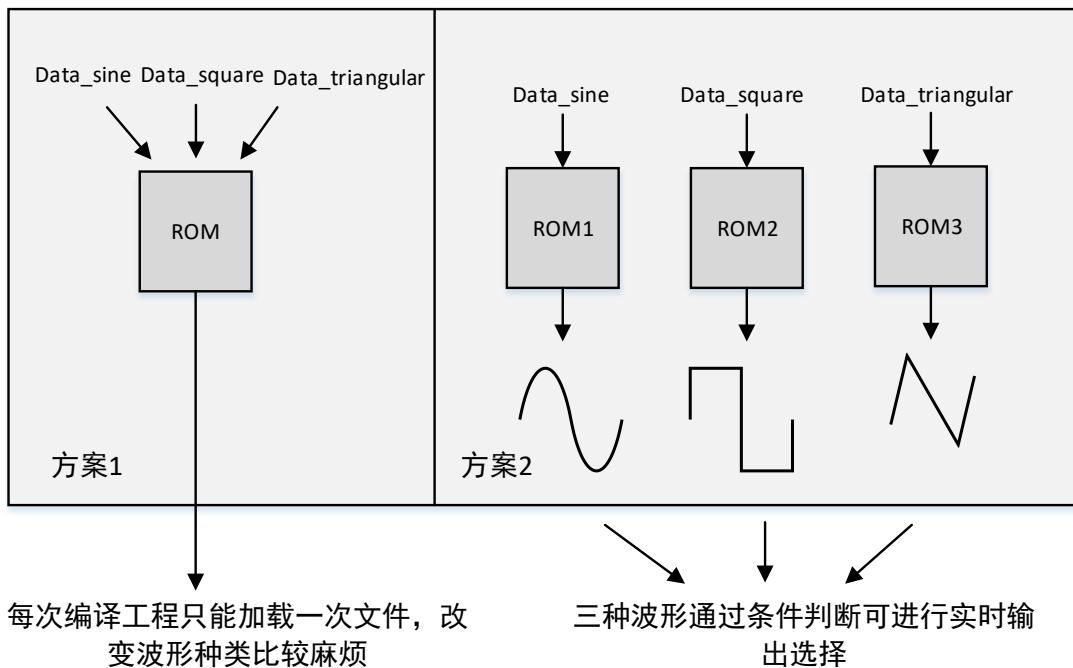 Data_sine Data_square Data_triangular
ROM
方案1
Data_sine Data_square Data_triangular
ROM1 ROM2 ROM3
方案2
每次编译工程只能加载一次文件，改
变波形种类比较麻烦
三种波形通过条件判断可进行实时输
出选择